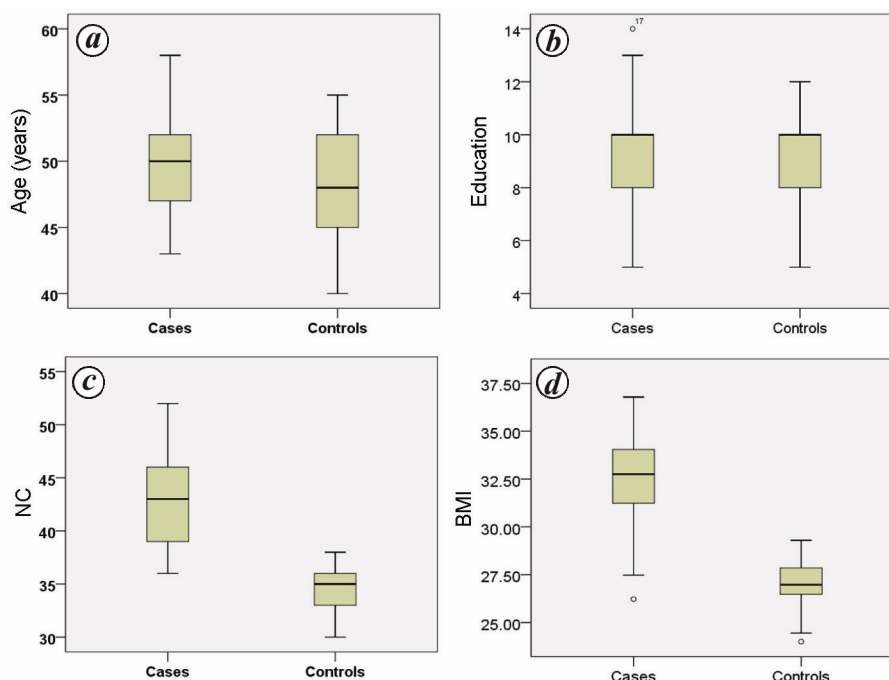 a
60
55
50
45
40
Age (years)
Cases
Controls
b
17
14
12
10
8
6
4
Education
Cases
Controls
c
55
50
45
40
35
30
NC
Cases
Controls
d
37.50
35.00
32.50
30.00
27.50
25.00
BMI
Cases
Controls